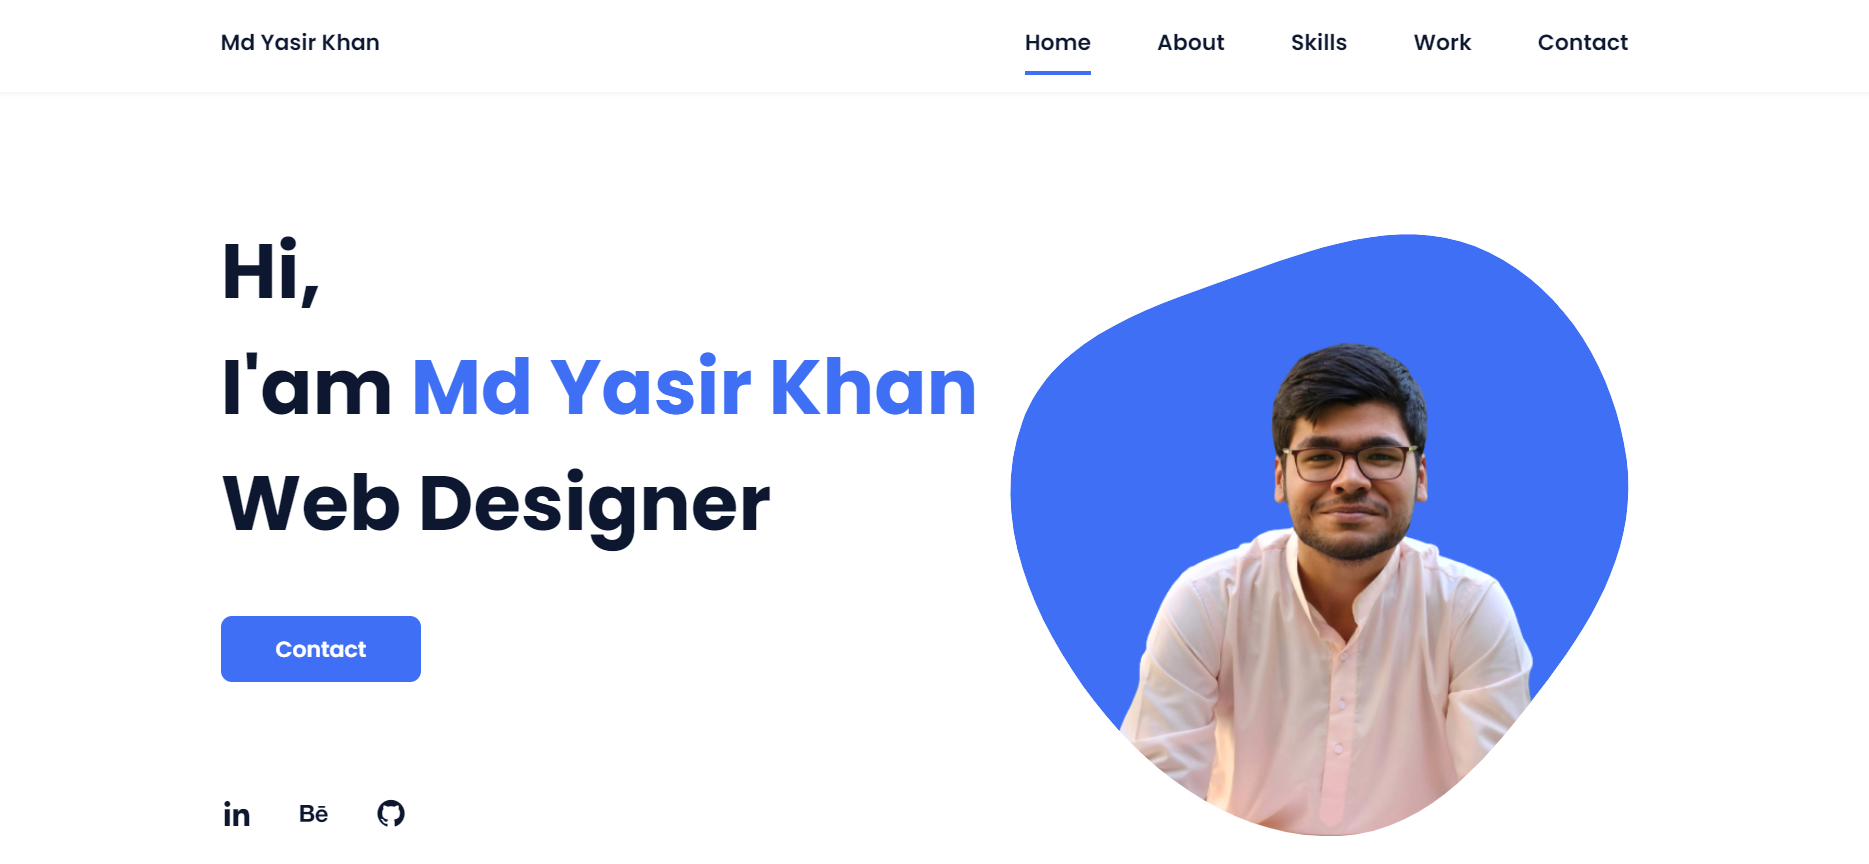 Md Yasir Khan
Home About Skills Work Contact
Hi,
I'am Md Yasir Khan
Web Designer
Contact
in Bē